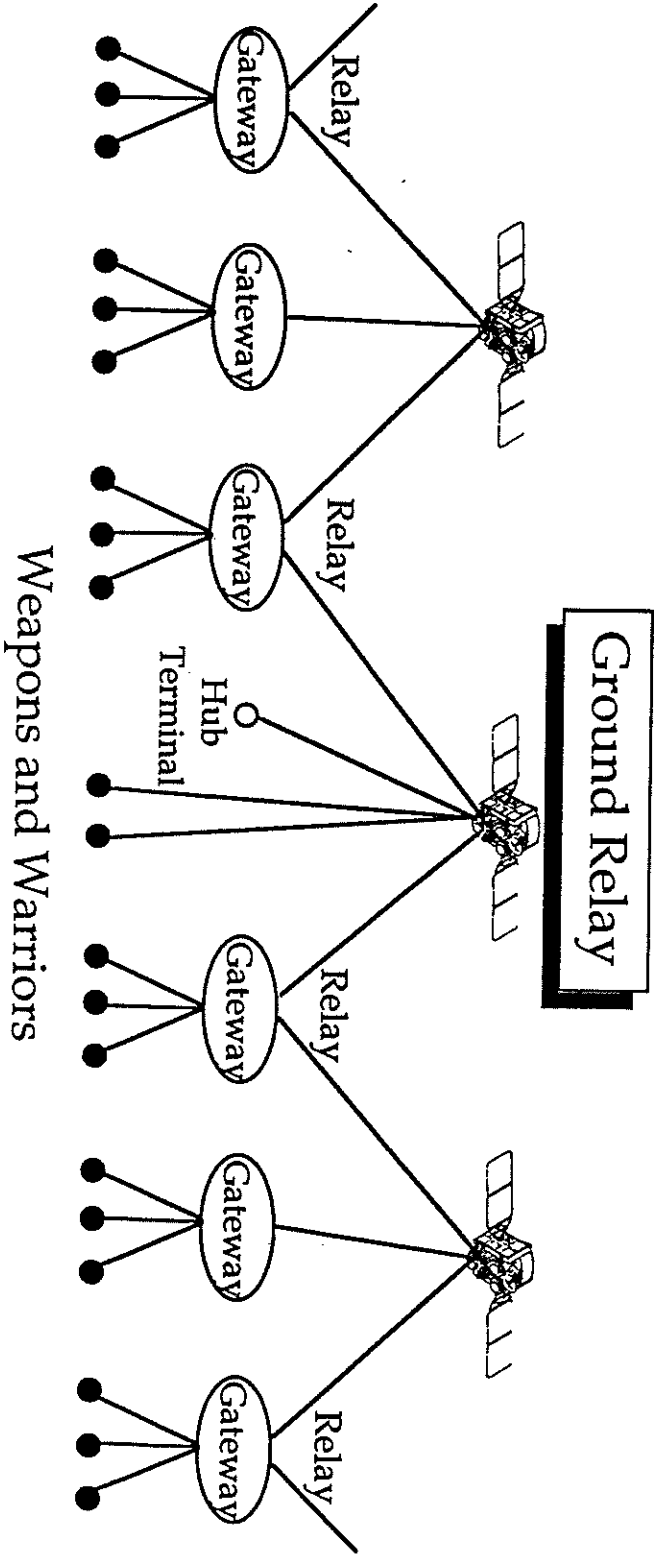 Ground Relay
Relay
Relay
Relay
Relay
Gateway
Gateway
Gateway
Hub
Terminal
Gateway
Gateway
Gateway
Weapons and Warriors